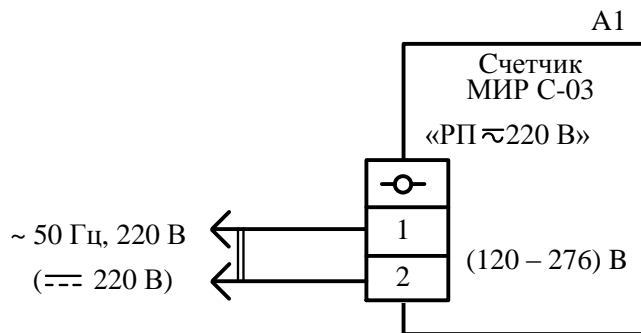 А1
Счетчик
МИР С-03
«РП ≂ 220 В»
1
~ 50 Гц, 220 В
2
(120 – 276) В
(⎓ 220 В)